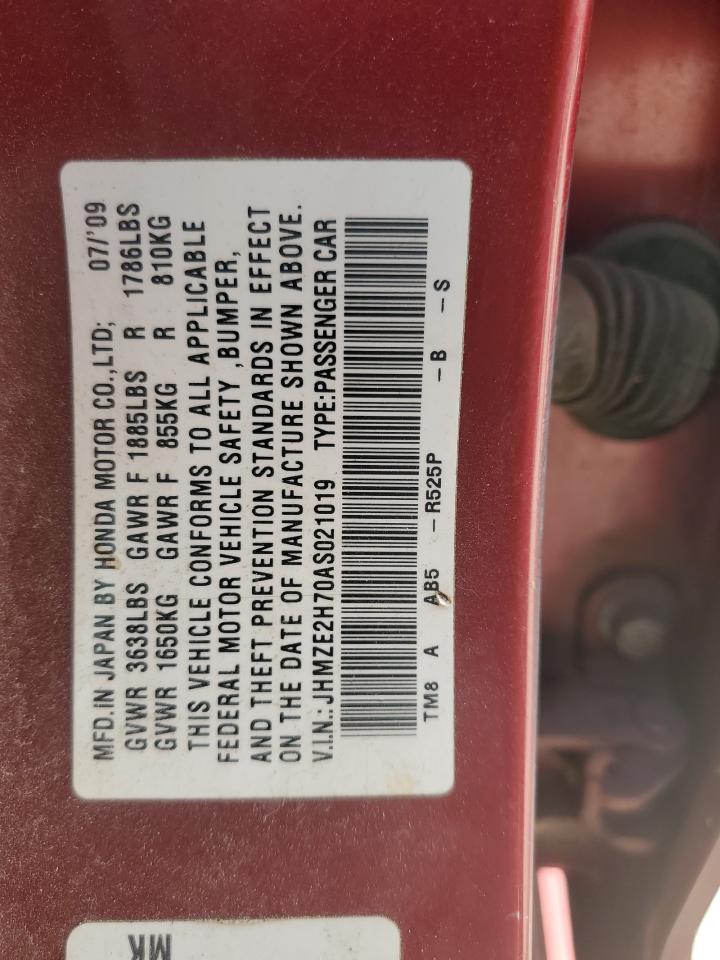 MFD.IN JAPAN BY HONDA MOTOR CO.,LTD; 07/'09
GVWR 3638LBS GAWR F 1885LBS R 1786LBS
GVWR 1650KG GAWR F 855KG R 810KG
THIS VEHICLE CONFORMS TO ALL APPLICABLE
FEDERAL MOTOR VEHICLE SAFETY ,BUMPER,
AND THEFT PREVENTION STANDARDS IN EFFECT
ON THE DATE OF MANUFACTURE SHOWN ABOVE.
V.I.N.: JHMZE2H70AS021019 TYPE:PASSENGER CAR
TM8 A AB5 -R525P -B -S
MK